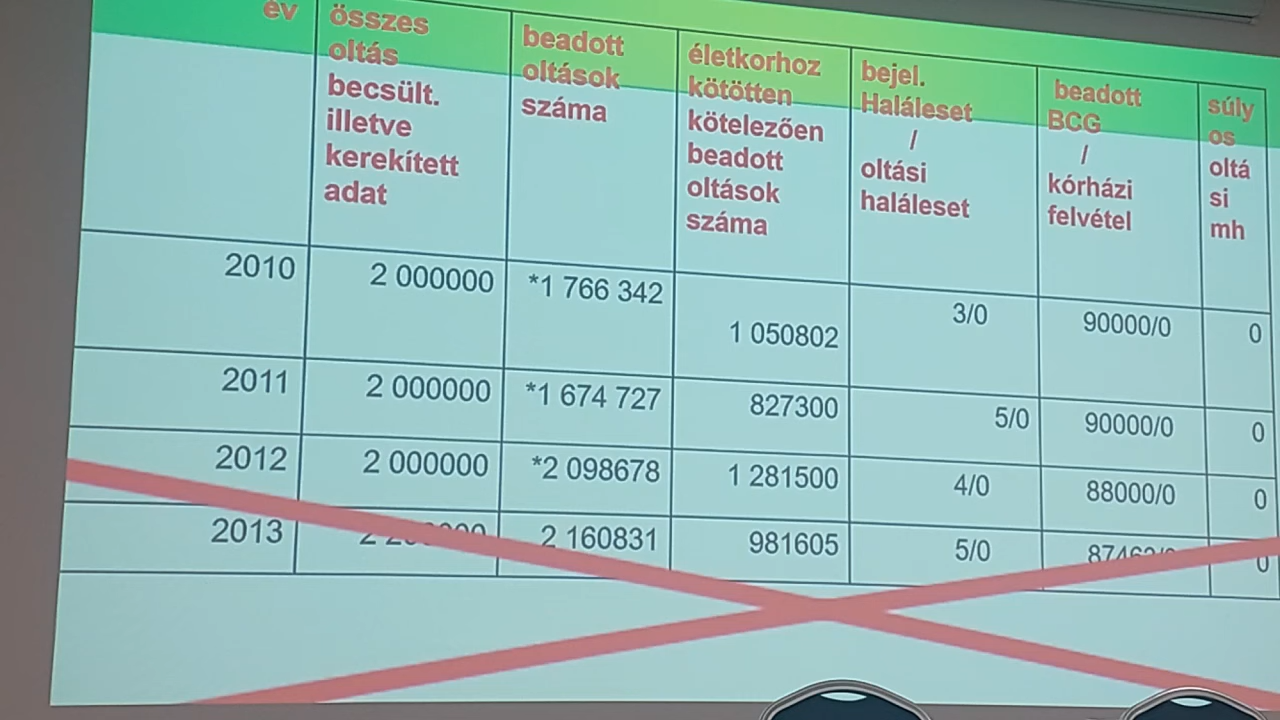 év
összes
oltás
becsült.
illetve
kerekített
adat
beadott
oltások
száma
életkorhoz
kötötten
kötelezően
beadott
oltások
száma
bejel.
Haláleset
/
oltási
haláleset
beadott
BCG
/
kórházi
felvétel
súly
os
oltá
si
mh
2010 2 000000 *1 766 342 1 050802 3/0 90000/0 0
2011 2 000000 *1 674 727 827300 5/0 90000/0 0
2012 2 000000 *2 098678 1 281500 4/0 88000/0 0
2013 2 160831 981605 5/0 0